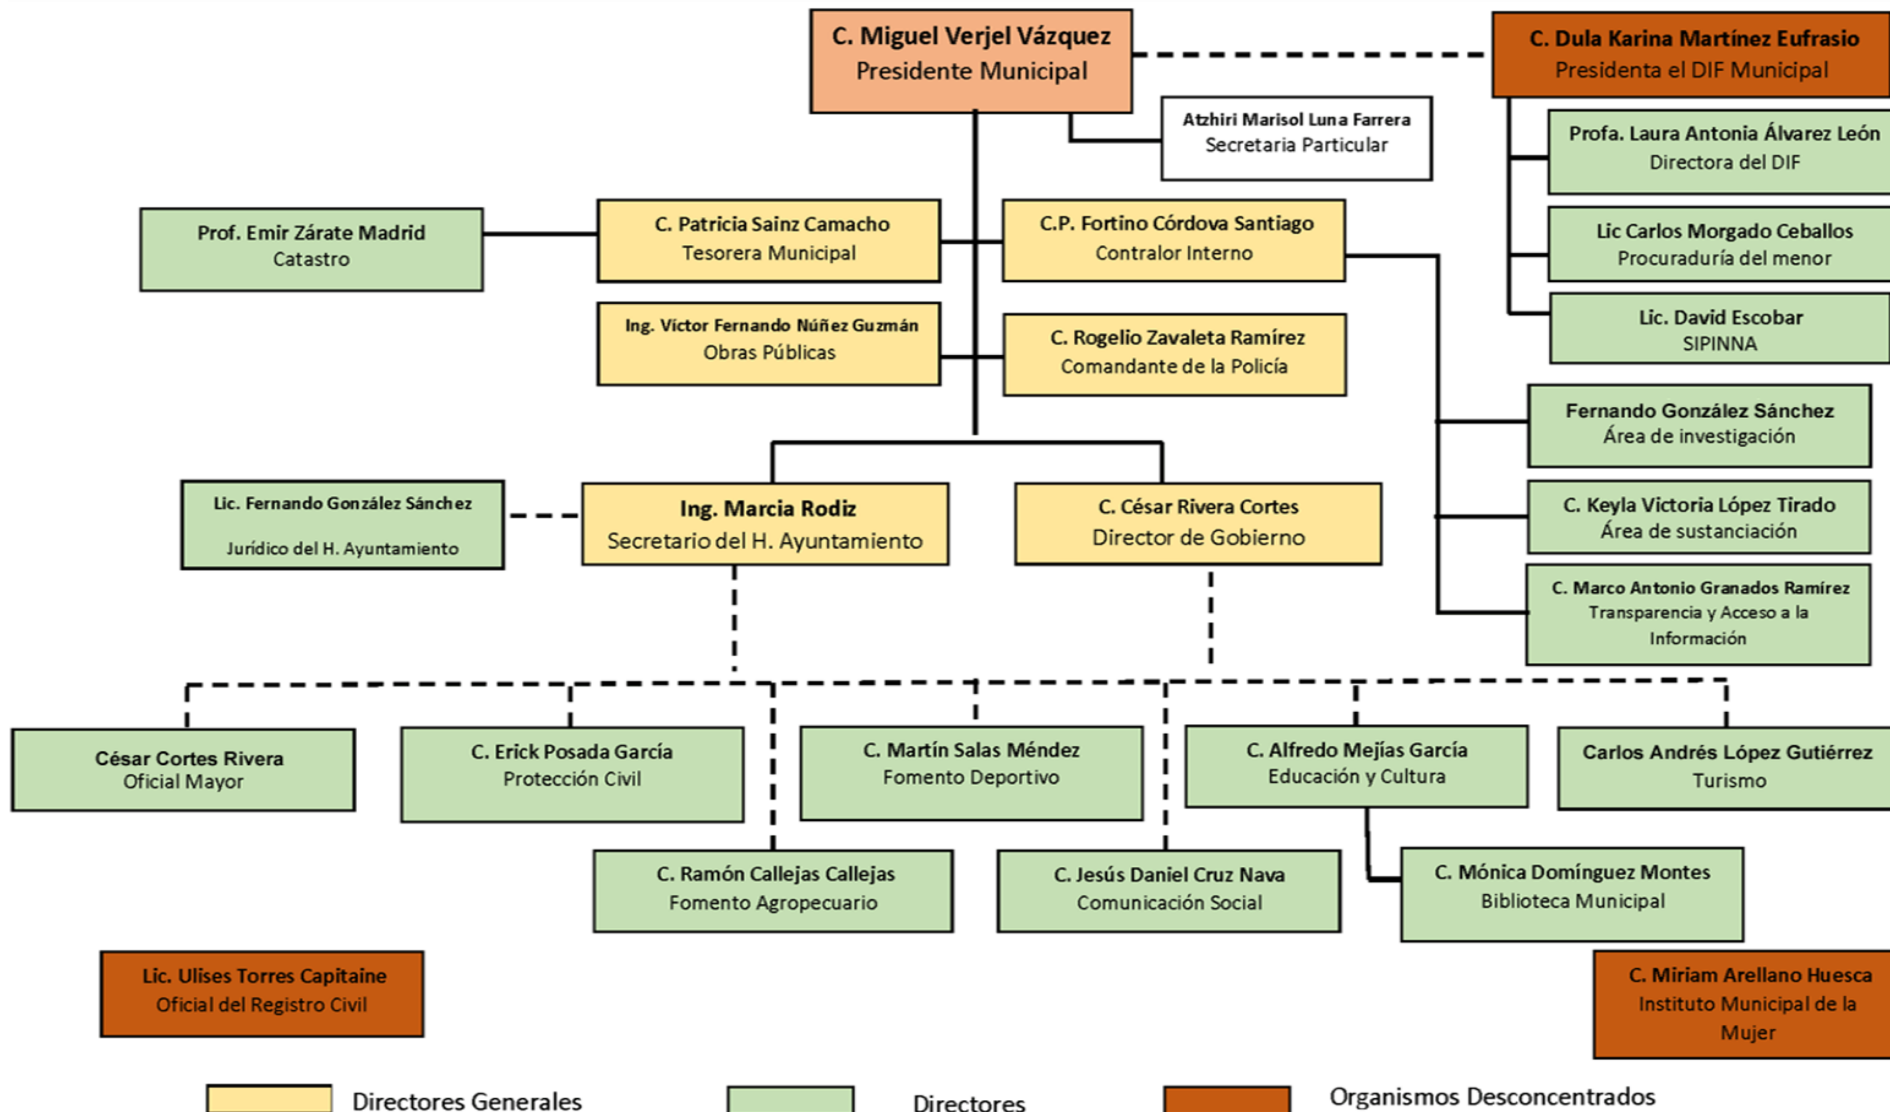 C. Miguel Verjel Vázquez
Presidente Municipal
C. Dula Karina Martínez Eufrasio
Presidenta el DIF Municipal
Atzhiri Marisol Luna Farrera
Secretaria Particular
Profa. Laura Antonia Álvarez León
Directora del DIF
Prof. Emir Zárate Madrid
Catastro
C. Patricia Sainz Camacho
Tesorera Municipal
C.P. Fortino Córdova Santiago
Contralor Interno
Lic Carlos Morgado Ceballos
Procuraduría del menor
Ing. Víctor Fernando Núñez Guzmán
Obras Públicas
C. Rogelio Zavaleta Ramírez
Comandante de la Policía
Lic. David Escobar
SIPINNA
Fernando González Sánchez
Área de investigación
Lic. Fernando González Sánchez
Jurídico del H. Ayuntamiento
Ing. Marcia Rodiz
Secretario del H. Ayuntamiento
C. César Rivera Cortes
Director de Gobierno
C. Keyla Victoria López Tirado
Área de sustanciación
C. Marco Antonio Granados Ramírez
Transparencia y Acceso a la
Información
César Cortes Rivera
Oficial Mayor
C. Erick Posada García
Protección Civil
C. Martín Salas Méndez
Fomento Deportivo
C. Alfredo Mejías García
Educación y Cultura
Carlos Andrés López Gutiérrez
Turismo
C. Ramón Callejas Callejas
Fomento Agropecuario
C. Jesús Daniel Cruz Nava
Comunicación Social
C. Mónica Domínguez Montes
Biblioteca Municipal
Lic. Ulises Torres Capitaine
Oficial del Registro Civil
C. Miriam Arellano Huesca
Instituto Municipal de la
Mujer
Directores Generales
Directores
Organismos Desconcentrados